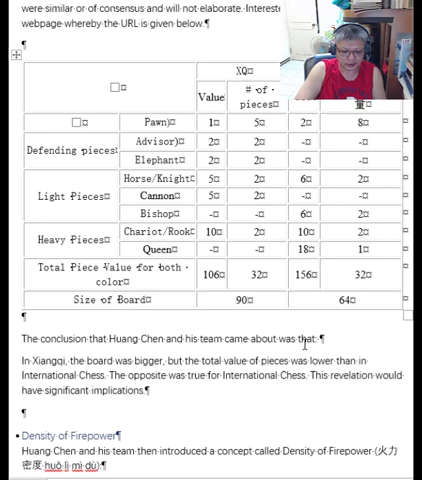 were similar or of consensus and will not elaborate. Intereste
webpage whereby the URL is given below.
XQ
Value # of pieces 量
Pawn) 1 5 2 8
Defending pieces Advisor) 2 2 - -
Elephant 2 2 - -
Light Pieces Horse/Knight 5 2 6 2
Cannon 5 2 - -
Bishop - - 6 2
Heavy Pieces Chariot/Rook 10 2 10 2
Queen - - 18 1
Total Piece Value for both color 106 32 156 32
Size of Board 90 64
The conclusion that Huang Chen and his team came about was that:
In Xiangqi, the board was bigger, but the total value of pieces was lower than in
International Chess. The opposite was true for International Chess. This revelation would
have significant implications.
Density of Firepower
Huang Chen and his team then introduced a concept called Density of Firepower (火力
密度 huǒ lì mì dù).